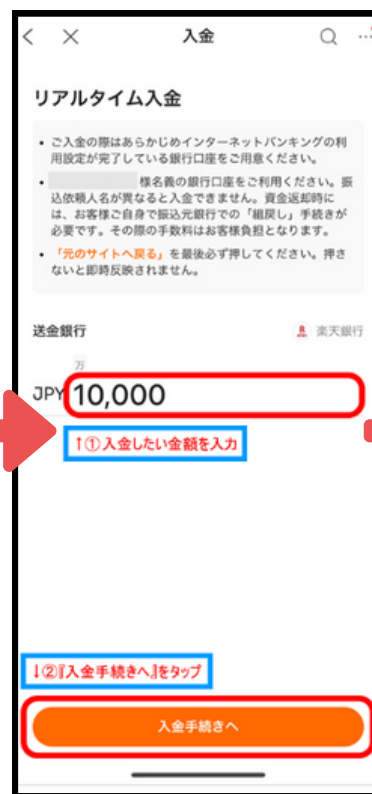 入金
リアルタイム入金
• ご入金の際はあらかじめインターネットバンキングの利
用設定が完了している銀行口座をご用意ください。
• 様名義の銀行口座をご利用ください。振
込依頼人名が異なると入金できません。資金返却時に
は、お客様ご自身で振込元銀行での「組戻し」手続きが
必要です。その際の手数料はお客様負担となります。
• 「元のサイトへ戻る」を最後必ず押してください。押さ
ないと即時反映されません。
送金銀行 楽天銀行
万
JPY 10,000
↑①入金したい金額を入力
↓②『入金手続きへ』をタップ
入金手続きへ